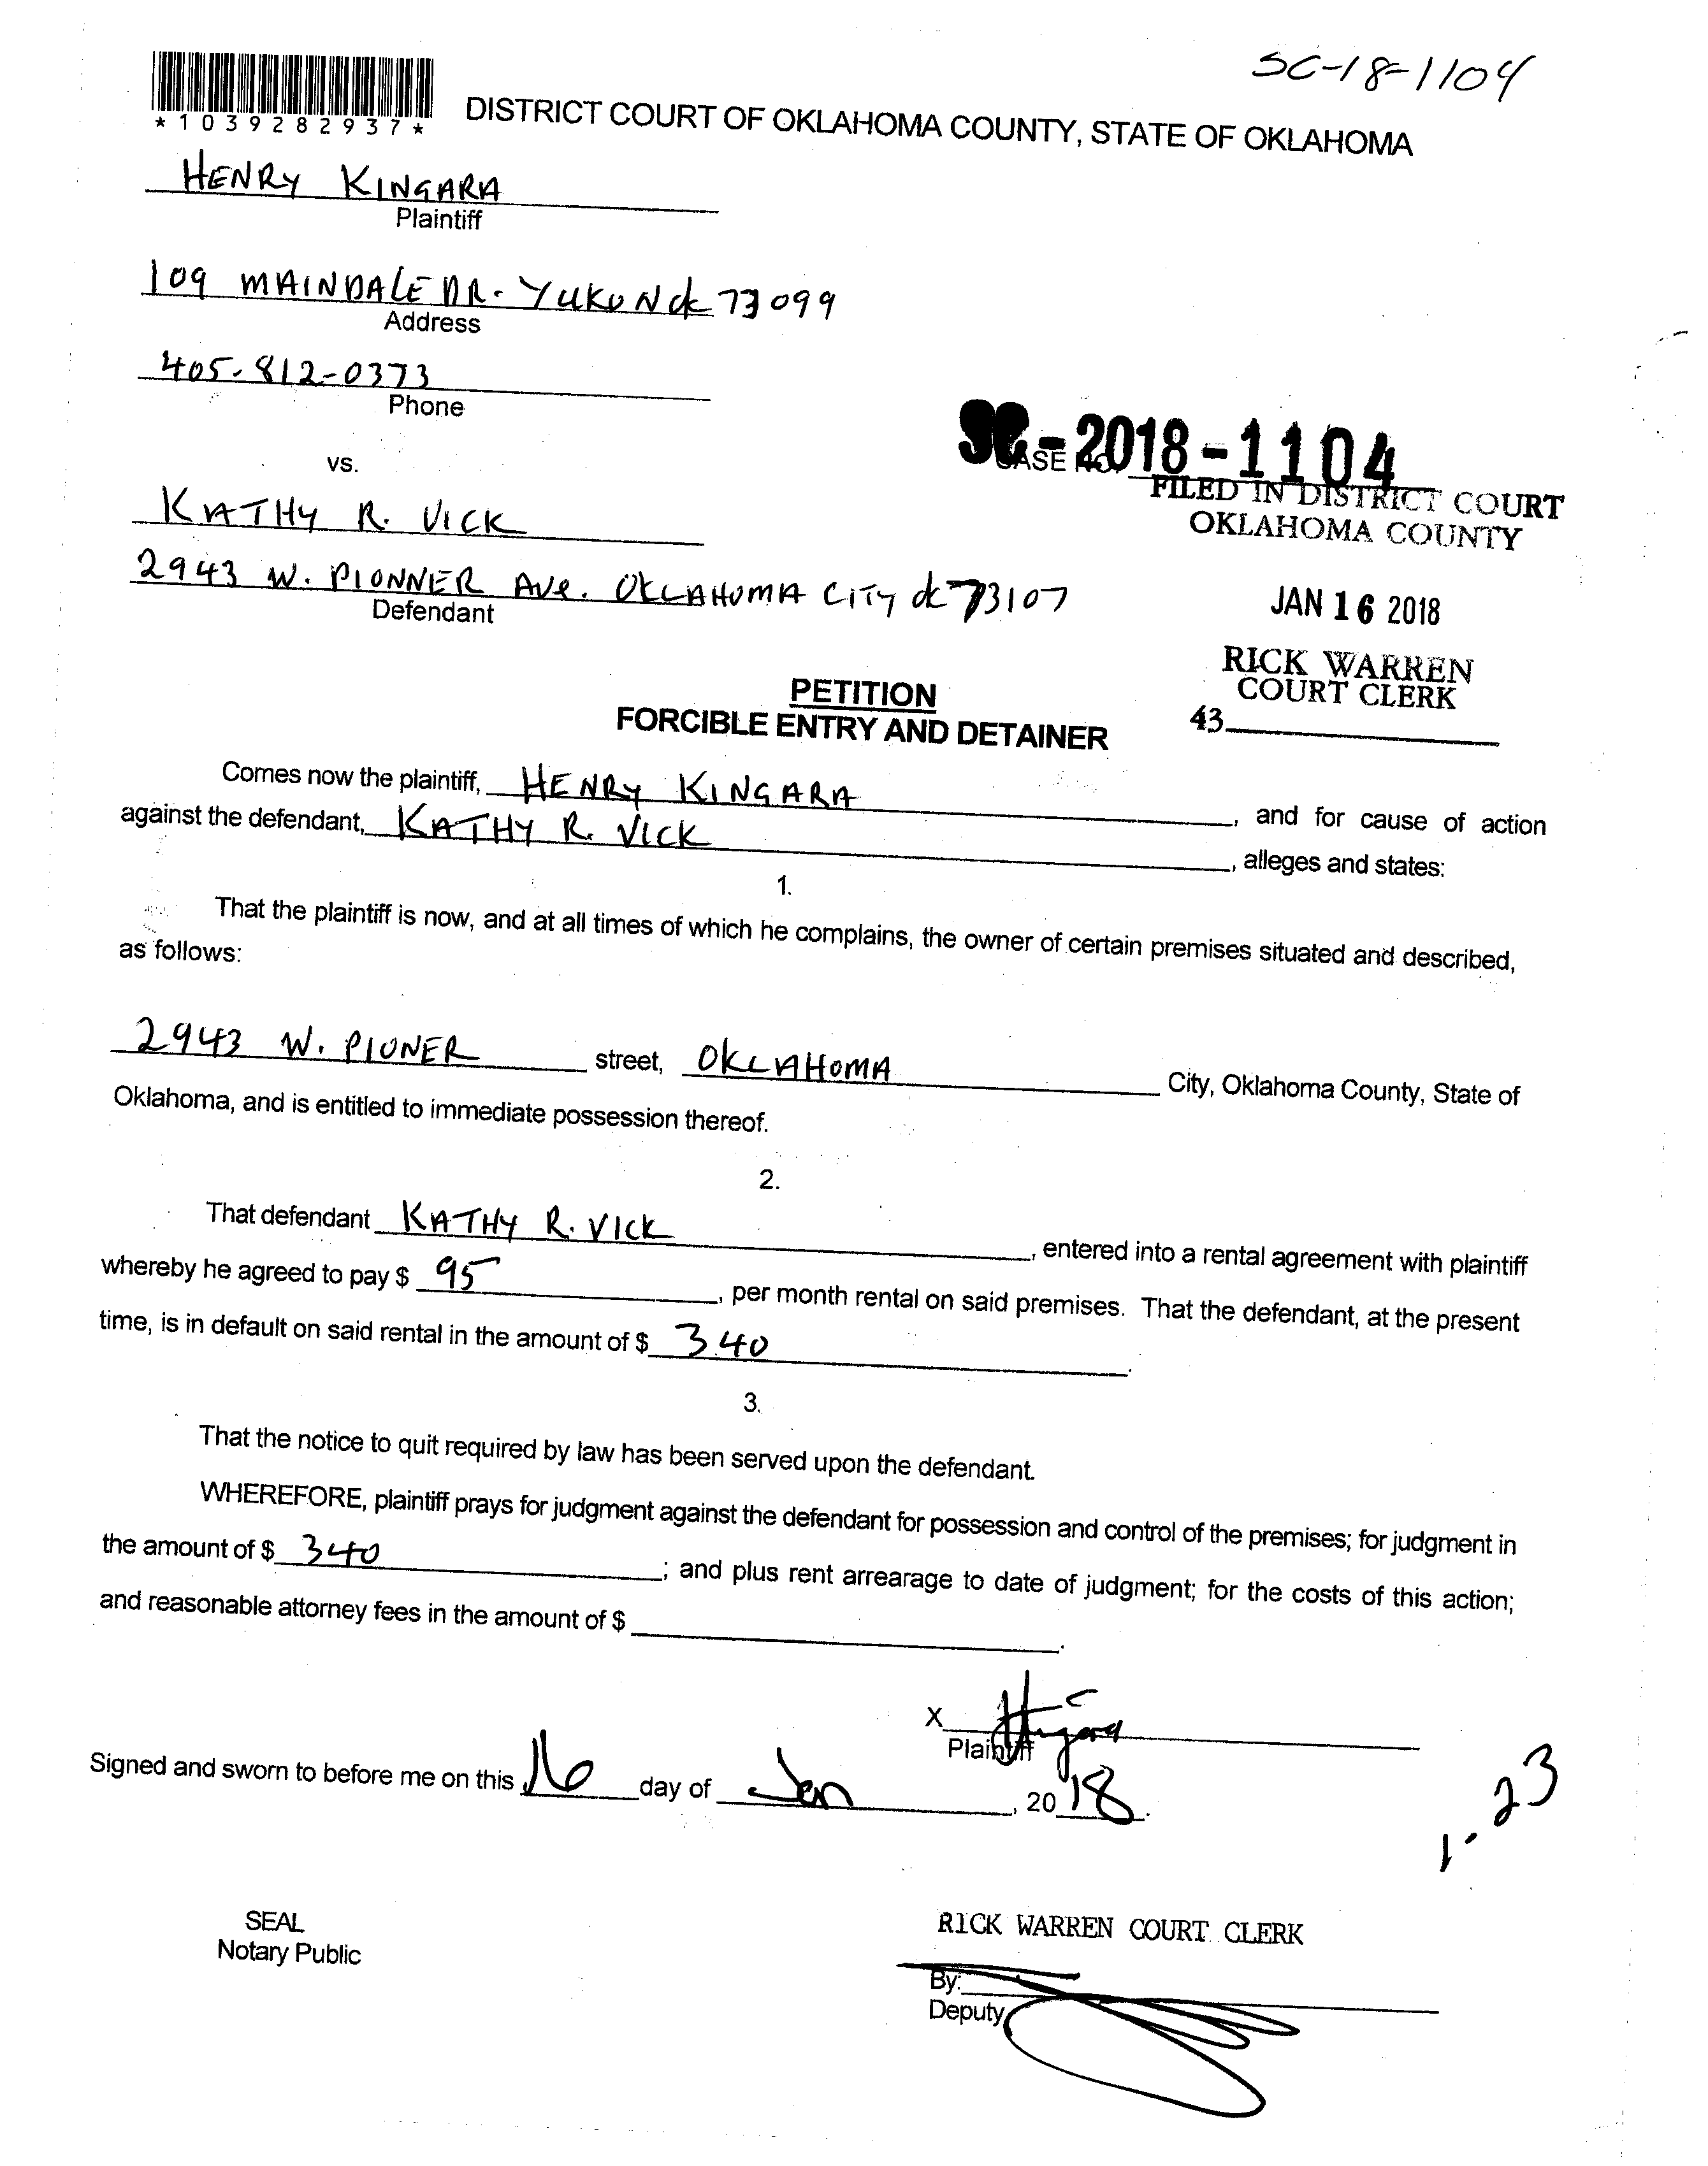 SC-18-1104
*1039282937*
DISTRICT COURT OF OKLAHOMA COUNTY, STATE OF OKLAHOMA
HENRY KINGARA
Plaintiff
109 MAINDALE DR. YUKON ok 73099
Address
405-812-0373
Phone
vs.
SC-2018-1104
CASE NO.
FILED IN DISTRICT COURT
OKLAHOMA COUNTY
KATHY R. VICK
2943 W. PIONNER AVe. OKLAHOMA CITY ok 73107
Defendant
JAN 16 2018
RICK WARREN
COURT CLERK
43
PETITION
FORCIBLE ENTRY AND DETAINER
Comes now the plaintiff, HENRY KINGARA, and for cause of action
against the defendant, KATHY R. VICK, alleges and states:
1.
That the plaintiff is now, and at all times of which he complains, the owner of certain premises situated and described,
as follows:
2943 W. PIONER street, OKLAHOMA City, Oklahoma County, State of
Oklahoma, and is entitled to immediate possession thereof.
2.
That defendant KATHY R. VICK, entered into a rental agreement with plaintiff
whereby he agreed to pay $ 95, per month rental on said premises. That the defendant, at the present
time, is in default on said rental in the amount of $ 340.
3.
That the notice to quit required by law has been served upon the defendant.
WHEREFORE, plaintiff prays for judgment against the defendant for possession and control of the premises; for judgment in
the amount of $ 340; and plus rent arrearage to date of judgment; for the costs of this action;
and reasonable attorney fees in the amount of $.
X
Plaintiff
Signed and sworn to before me on this 16 day of Jan, 20 18.
1-23
SEAL
Notary Public
RICK WARREN COURT CLERK
By:
Deputy